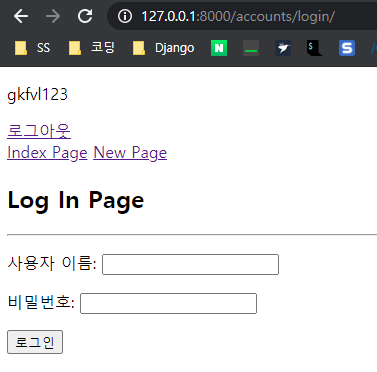 127.0.0.1:8000/accounts/login/
SS 코딩 Django N S
gkfvl123
로그아웃
Index Page New Page
Log In Page
사용자 이름:
비밀번호:
로그인